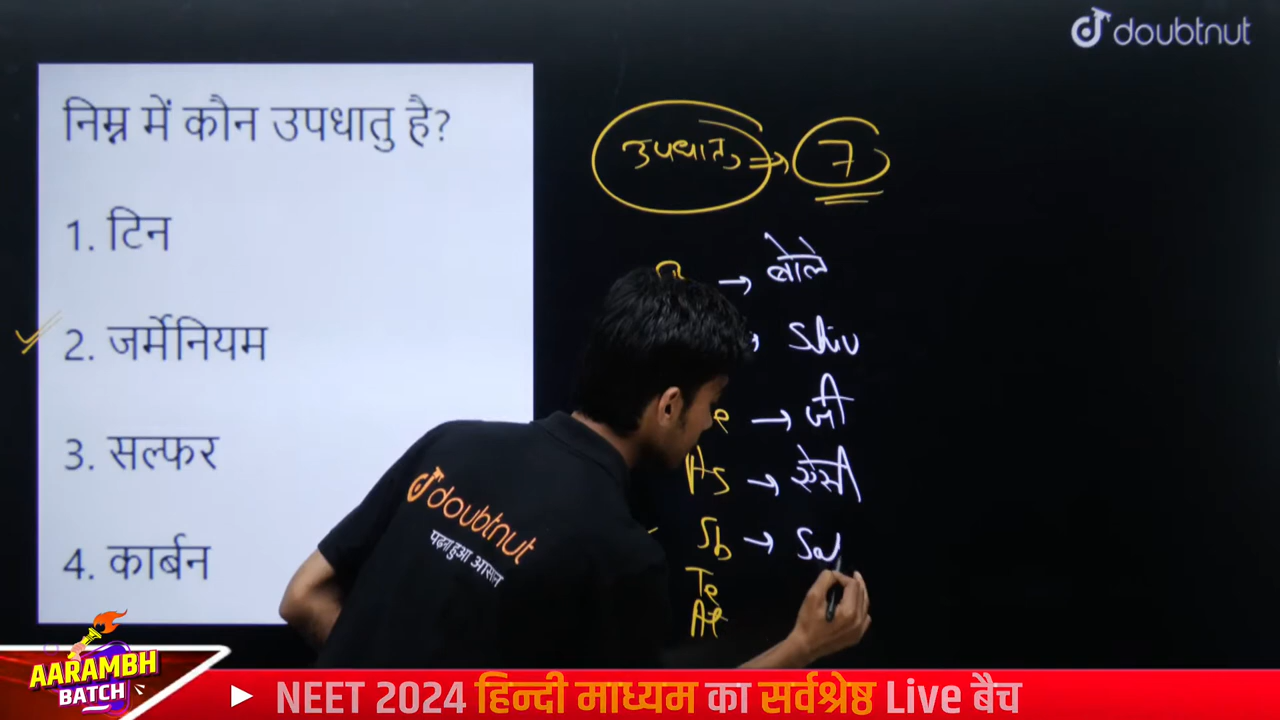 doubtnut
निम्न में कौन उपधातु है?
1. टिन
2. जर्मेनियम
3. सल्फर
4. कार्बन
उपधातु ⇒ 7
→ बोले
Shiv
e → जी
As → ऐसी
Sb → Sa
Te
At
doubtnut
पढ़ना हुआ आसान
AARAMBH
BATCH
NEET 2024 हिन्दी माध्यम का सर्वश्रेष्ठ Live बैच